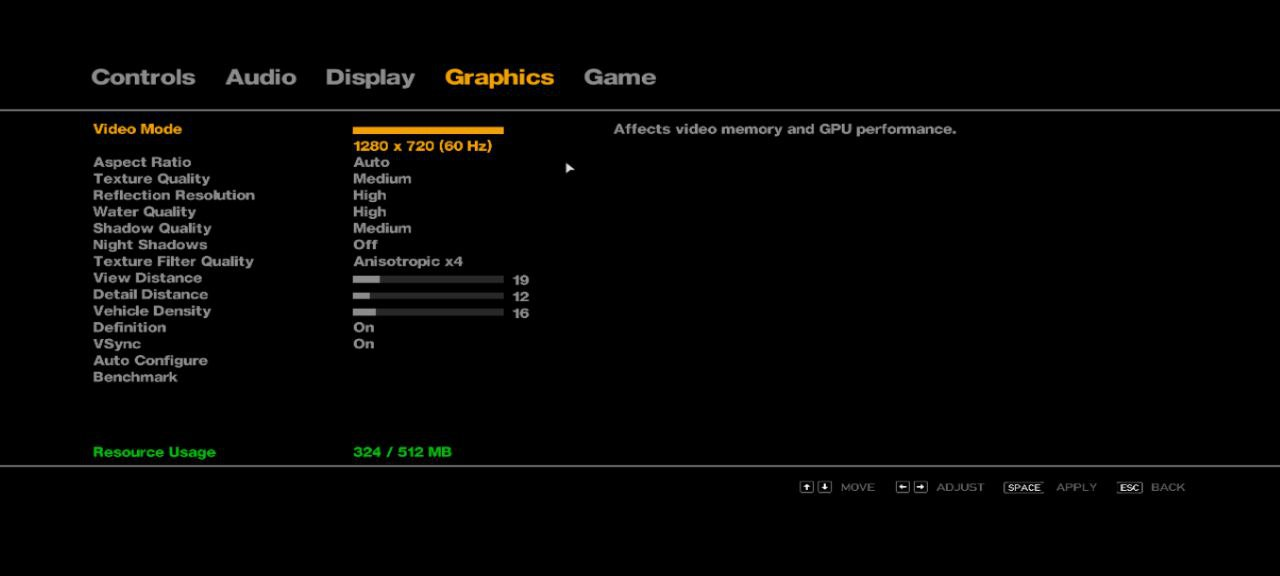 Controls Audio Display Graphics Game
Video Mode Affects video memory and GPU performance.
1280 x 720 (60 Hz)
Aspect Ratio Auto
Texture Quality Medium
Reflection Resolution High
Water Quality High
Shadow Quality Medium
Night Shadows Off
Texture Filter Quality Anisotropic x4
View Distance 19
Detail Distance 12
Vehicle Density 16
Definition On
VSync On
Auto Configure
Benchmark
Resource Usage 324 / 512 MB
MOVE ADJUST SPACE APPLY ESC BACK